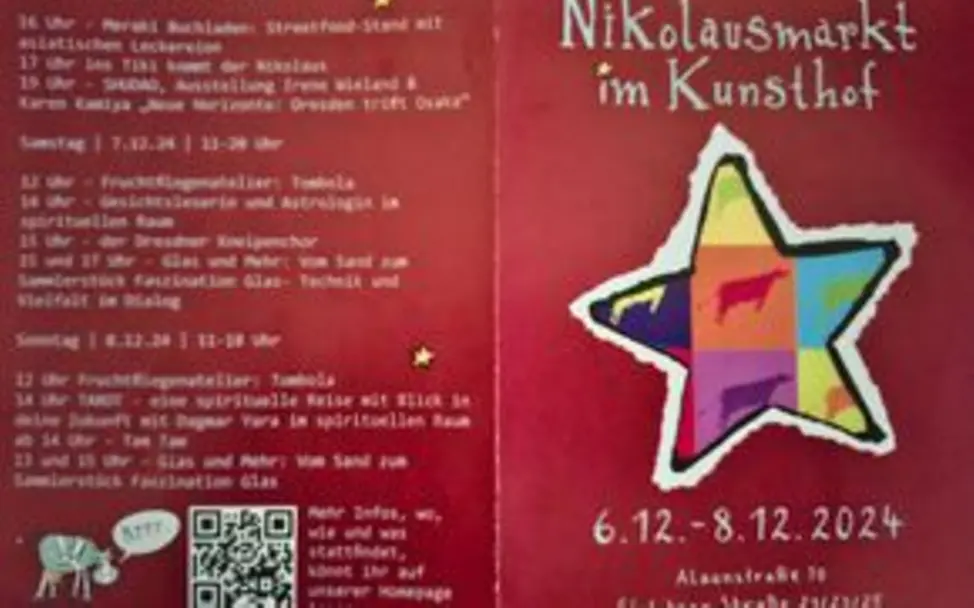 16 Uhr - Meraki Buchladen: Streetfood-Stand mit
asiatischen Leckereien
17 Uhr ins Tiki kommt der Nikolaus
19 Uhr - Ausstellung Irene Wieland &
Karen Kamiya „Neue Horizonte: Dresden trifft Osaka“
Samstag | 7.12.24 | 11-20 Uhr
12 Uhr - Fruchtfliegenatelier: Tombola
14 Uhr - Gesichtsleserin und Astrologin im
spirituellen Raum
15 Uhr - der Dresdner Kneipenchor
und 17 Uhr - Glas und Mehr: Vom Sand zum
Sammlerstück Faszination Glas- Technik und
Vielfalt im Dialog
Sonntag | 8.12.24 | 11-18 Uhr
12 Uhr Fruchtfliegenatelier: Tombola
14 Uhr TAROT - eine spirituelle Reise mit Blick in
deine Zukunft mit Dagmar Yara im spirituellen Raum
ab 14 Uhr - Tam Tam
13 und 15 Uhr - Glas und Mehr: Vom Sand zum
Sammlerstück Faszination Glas
Mehr Infos, wo,
wie und was
stattfindet,
könnt ihr auf
unserer Homepage
Nikolausmarkt
im Kunsthof
6.12.-8.12.2024
Alaunstraße 70